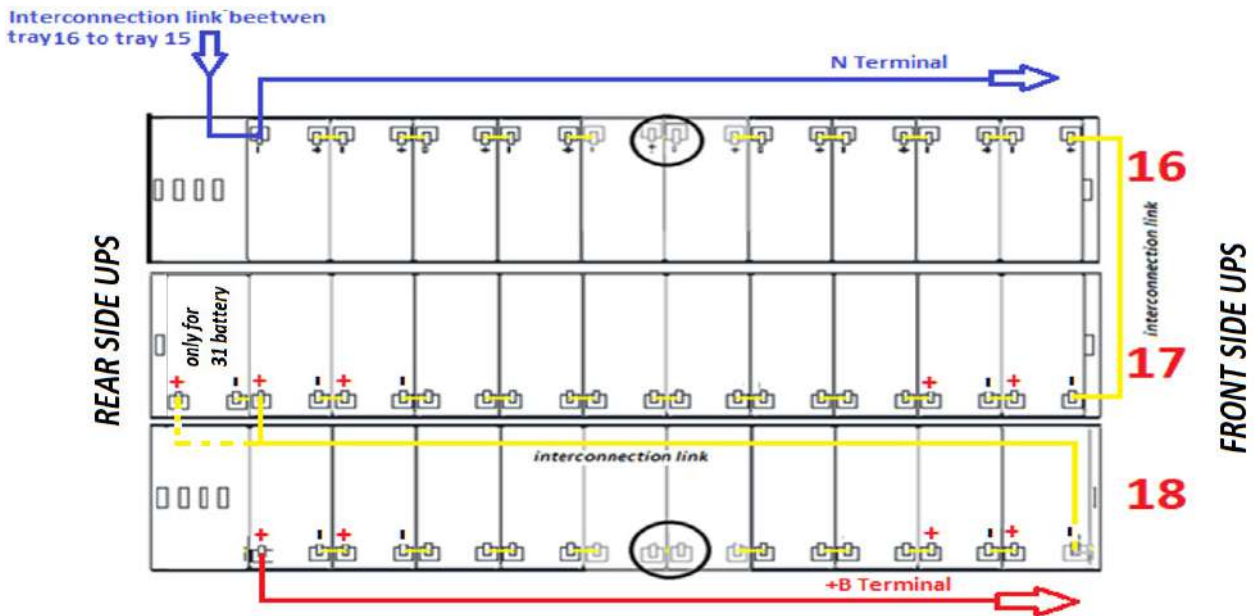 Interconnection link beetwen
tray16 to tray 15
N Terminal
16
interconnection link
REAR SIDE UPS
only for
31 battery
17
FRONT SIDE UPS
+ - + - + - + - + -
interconnection link
18
+ - + - + + -
+B Terminal